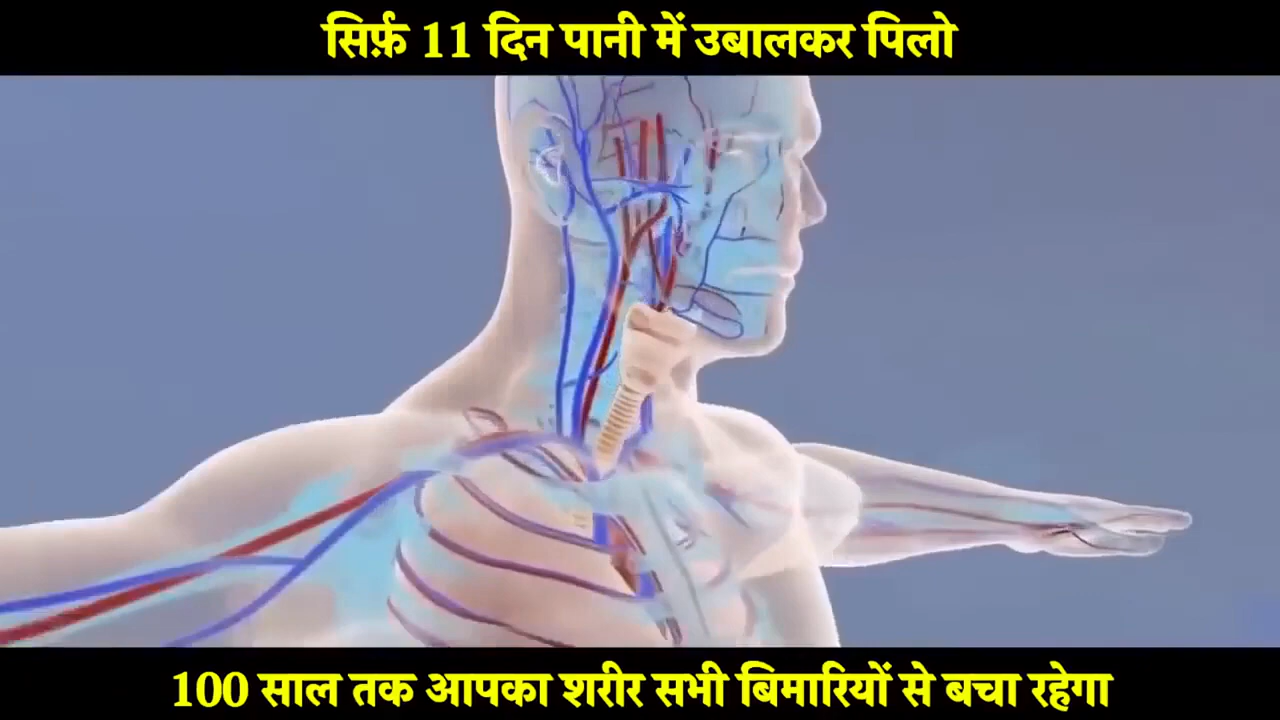 सिर्फ़ 11 दिन पानी में उबालकर पिलो
100 साल तक आपका शरीर सभी बिमारियों से बचा रहेगा